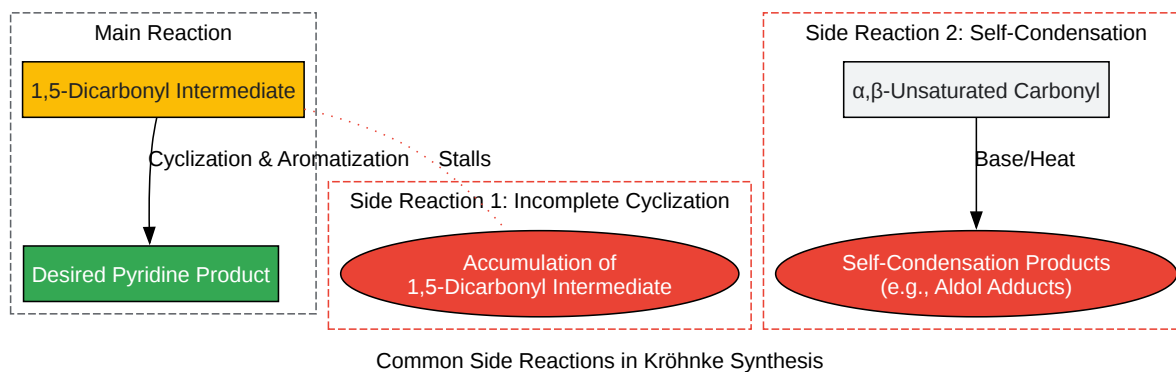 Main Reaction
1,5-Dicarbonyl Intermediate
Cyclization & Aromatization
Desired Pyridine Product
Stalls
Side Reaction 1: Incomplete Cyclization
Accumulation of
1,5-Dicarbonyl Intermediate
Side Reaction 2: Self-Condensation
α,β-Unsaturated Carbonyl
Base/Heat
Self-Condensation Products
(e.g., Aldol Adducts)
Common Side Reactions in Kröhnke Synthesis